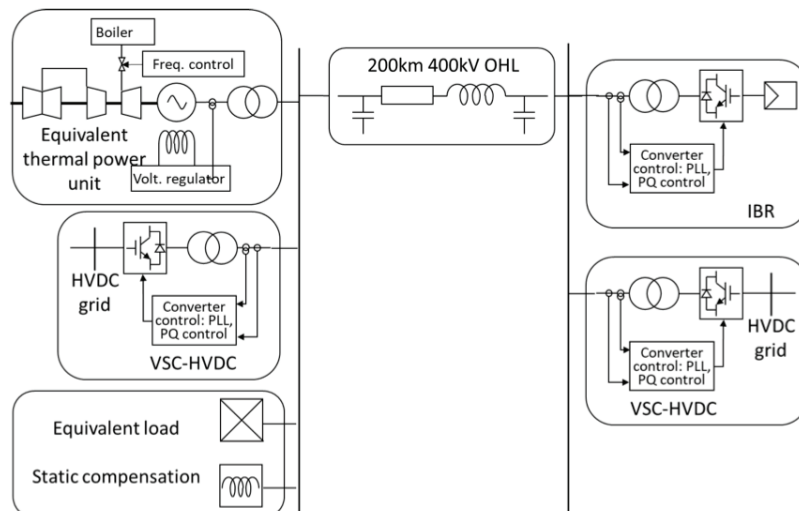 Boiler
Freq. control
Equivalent
thermal power
unit
Volt. regulator
200km 400kV OHL
Converter
control: PLL,
PQ control
IBR
HVDC
grid
Converter
control: PLL,
PQ control
VSC-HVDC
HVDC
grid
Converter
control: PLL,
PQ control
VSC-HVDC
Equivalent load
Static compensation